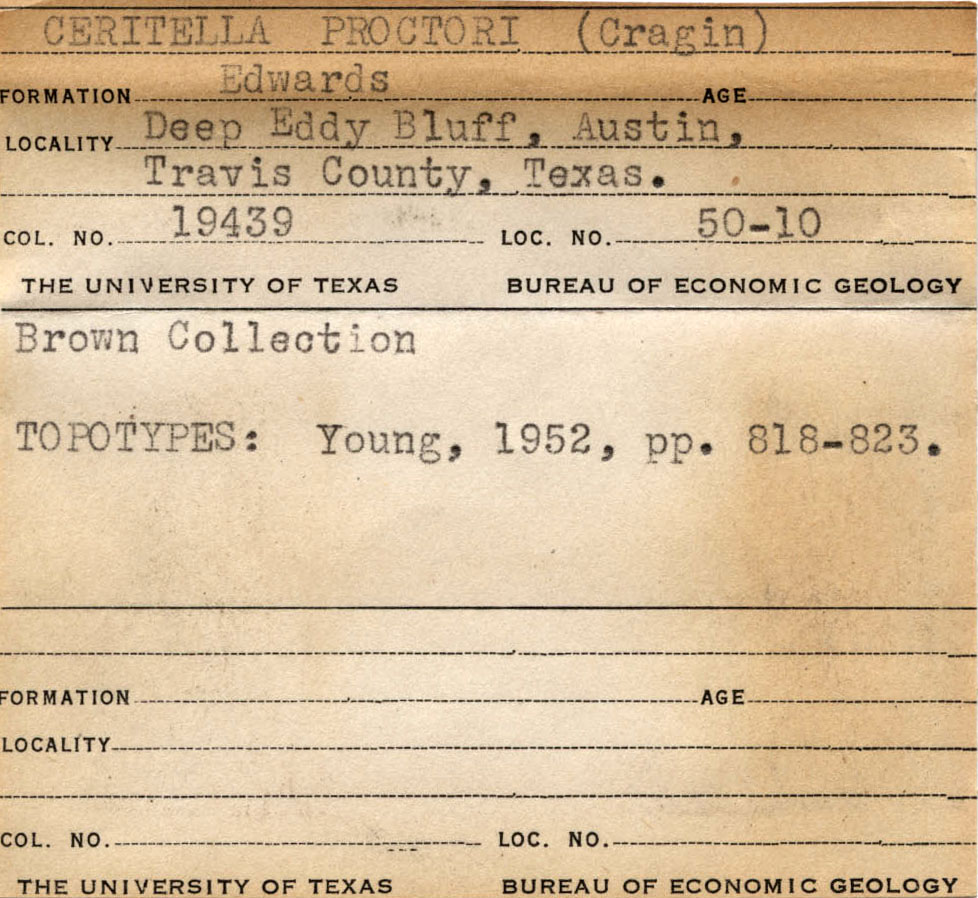 CERITELLA PROCTORI (Cragin)
FORMATION Edwards AGE
LOCALITY Deep Eddy Bluff, Austin,
Travis County, Texas.
COL. NO. 19439 LOC. NO. 50-10
THE UNIVERSITY OF TEXAS BUREAU OF ECONOMIC GEOLOGY
Brown Collection
TOPOTYPES: Young, 1952, pp. 818-823.
FORMATION AGE
LOCALITY
COL. NO. LOC. NO.
THE UNIVERSITY OF TEXAS BUREAU OF ECONOMIC GEOLOGY